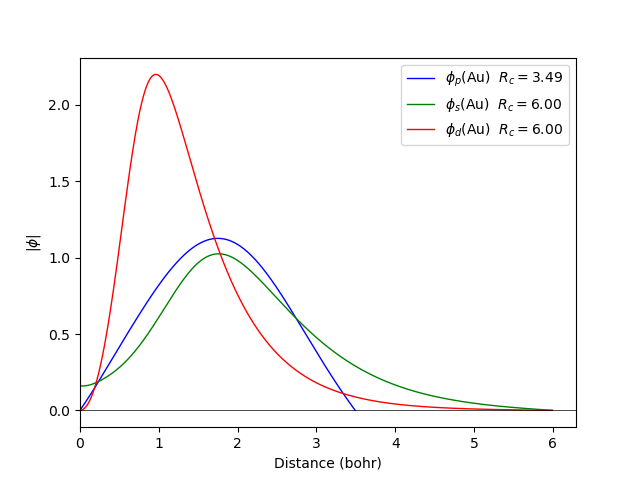 ϕp(Au) Rc = 3.49
ϕs(Au) Rc = 6.00
ϕd(Au) Rc = 6.00
2.0
1.5
1.0
0.5
0.0
|ϕ|
0 1 2 3 4 5 6
Distance (bohr)